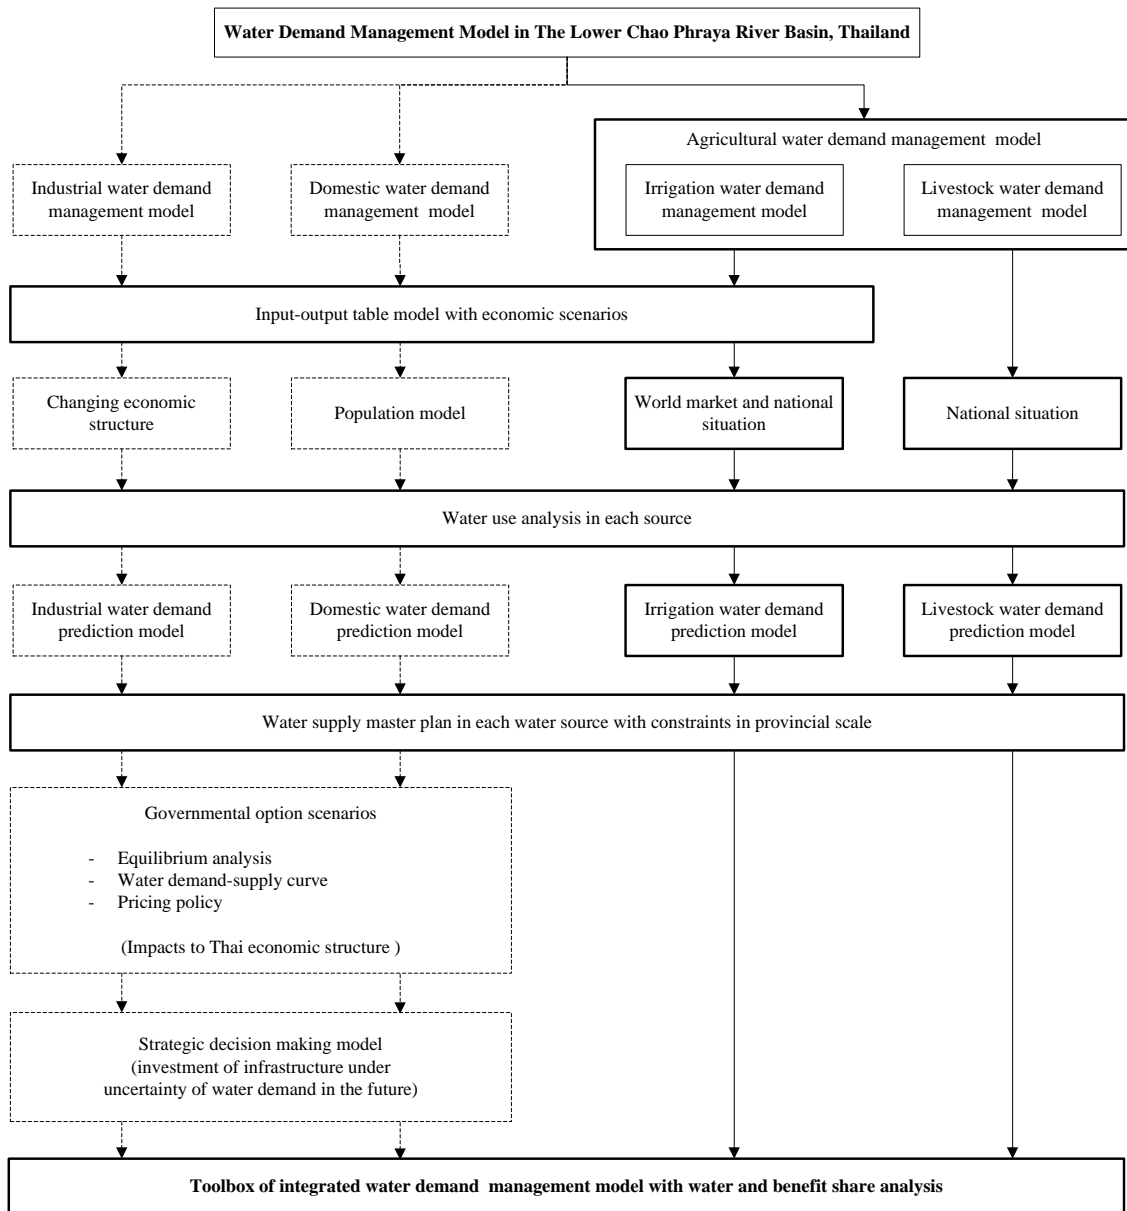 Water Demand Management Model in The Lower Chao Phraya River Basin, Thailand
Agricultural water demand management model
Industrial water demand
management model
Domestic water demand
management model
Irrigation water demand
management model
Livestock water demand
management model
Input-output table model with economic scenarios
Changing economic
structure
Population model
World market and national
situation
National situation
Water use analysis in each source
Industrial water demand
prediction model
Domestic water demand
prediction model
Irrigation water demand
prediction model
Livestock water demand
prediction model
Water supply master plan in each water source with constraints in provincial scale
Governmental option scenarios
- Equilibrium analysis
- Water demand-supply curve
- Pricing policy
(Impacts to Thai economic structure )
Strategic decision making model
(investment of infrastructure under
uncertainty of water demand in the future)
Toolbox of integrated water demand management model with water and benefit share analysis